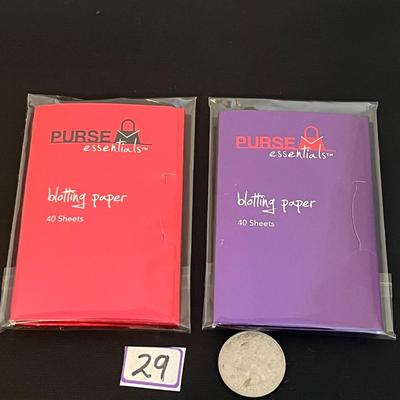 PURSE
essentials™
blotting paper
40 Sheets
PURSE
essentials™
blotting paper
40 Sheets
29